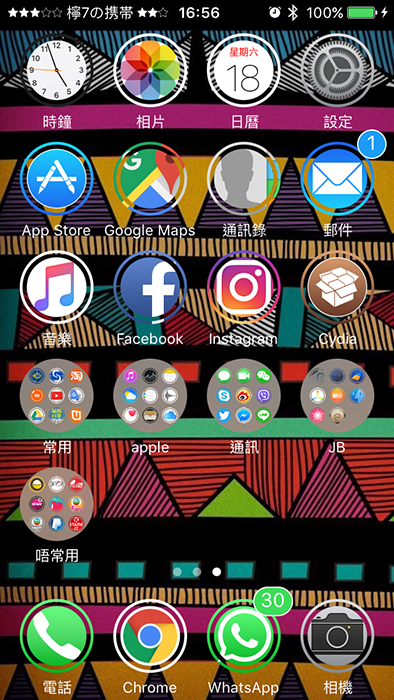 檸7の携帯 16:56 100%
星期六
18
時鐘 相片 日曆 設定
1
App Store Google Maps 通訊錄 郵件
音樂 Facebook Instagram Cydia
常用 apple 通訊 JB
唔常用
30
電話 Chrome WhatsApp 相機